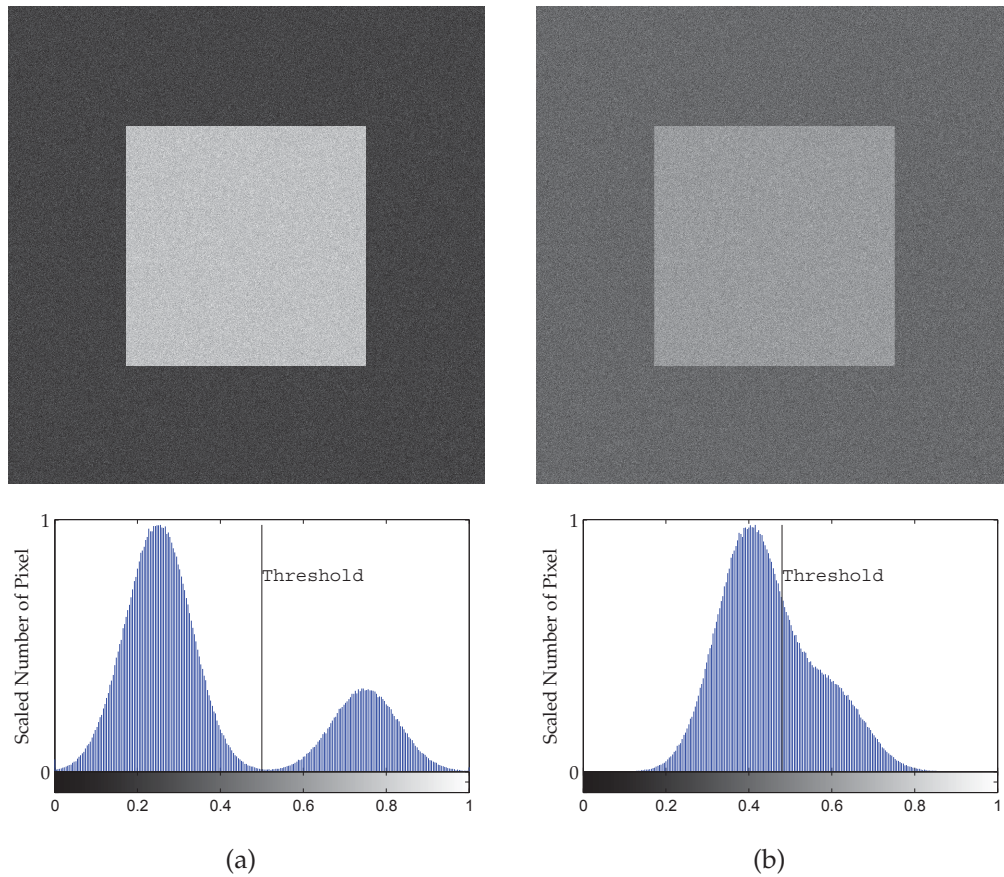 1
Scaled Number of Pixel
Threshold
0
0 0.2 0.4 0.6 0.8 1
(a)
1
Scaled Number of Pixel
Threshold
0
0 0.2 0.4 0.6 0.8 1
(b)